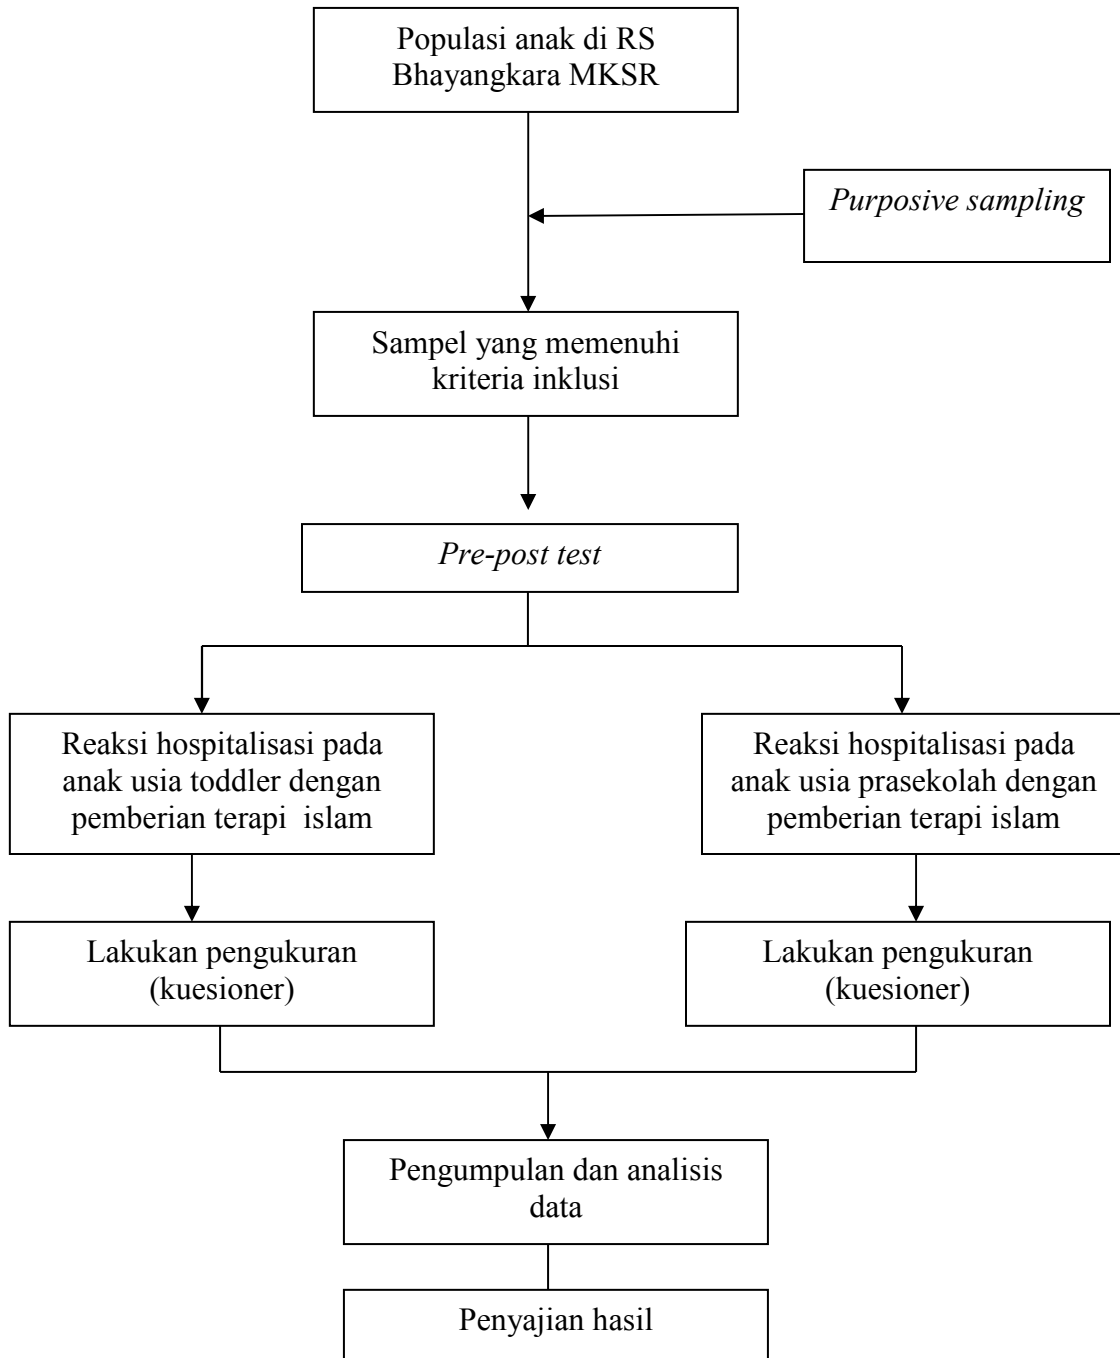 Populasi anak di RS
Bhayangkara MKSR
Purposive sampling
Sampel yang memenuhi
kriteria inklusi
Pre-post test
Reaksi hospitalisasi pada
anak usia toddler dengan
pemberian terapi  islam
Reaksi hospitalisasi pada
anak usia prasekolah dengan
pemberian terapi islam
Lakukan pengukuran
(kuesioner)
Lakukan pengukuran
(kuesioner)
Pengumpulan dan analisis
data
Penyajian hasil